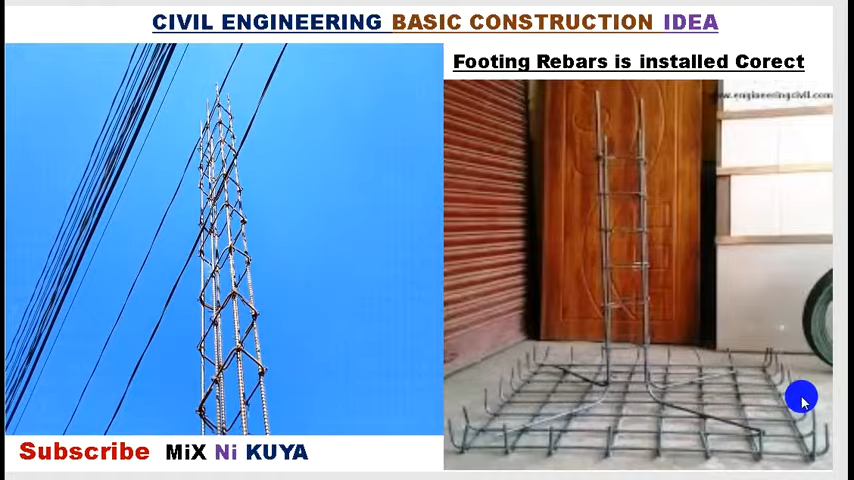 CIVIL ENGINEERING BASIC CONSTRUCTION IDEA
Footing Rebars is installed Corect
www.engineeringcivil.com
Subscribe MiX Ni KUYA